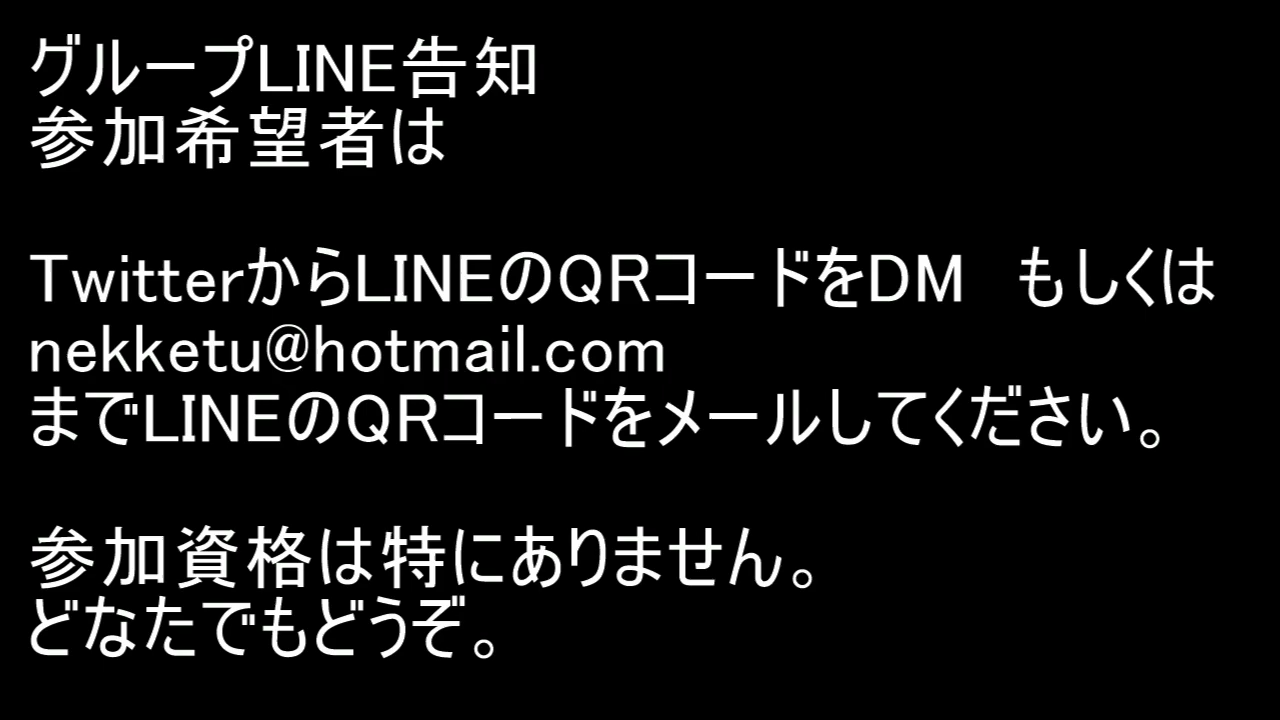 グループLINE告知
参加希望者は
TwitterからLINEのQRコードをDM　もしくは
nekketu@hotmail.com
までLINEのQRコードをメールしてください。
参加資格は特にありません。
どなたでもどうぞ。